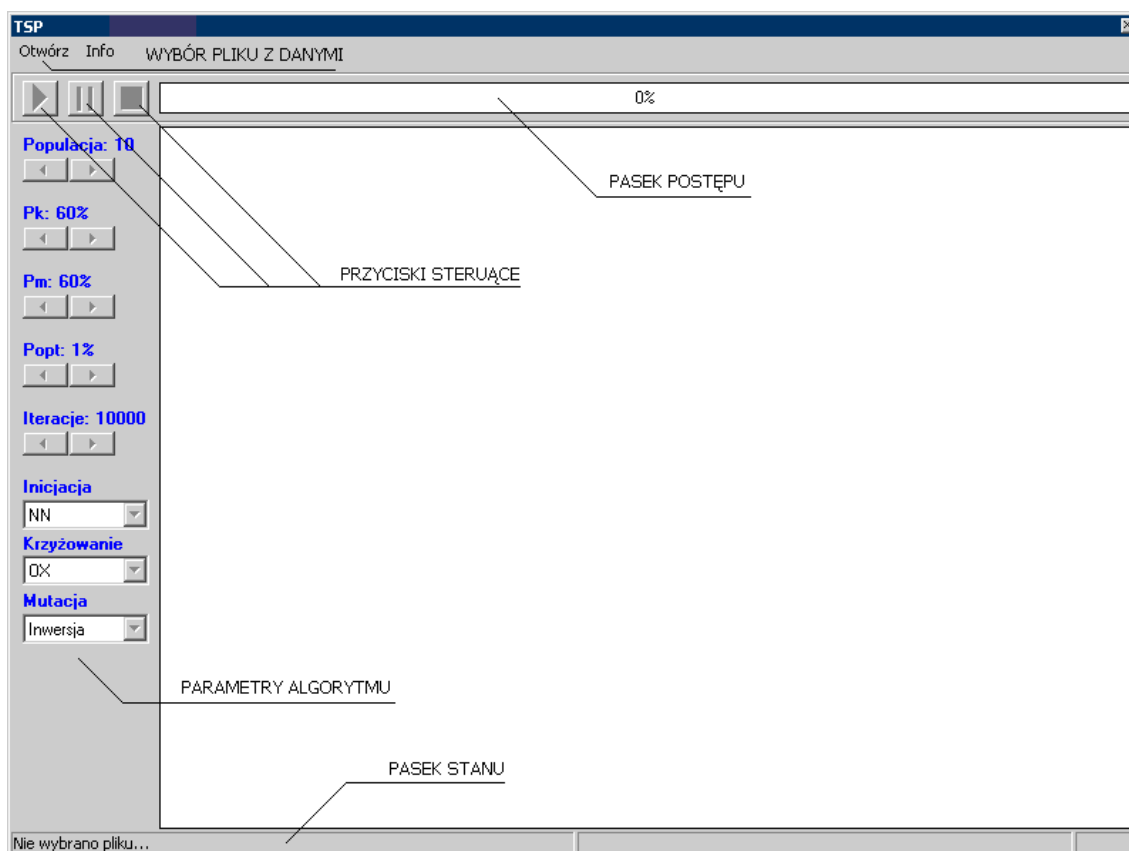 TSP
Otwórz Info WYBÓR PLIKU Z DANYMI
0%
Populacja: 10
PASEK POSTĘPU
Pk: 60%
PRZYCISKI STERUĄCE
Pm: 60%
Popt: 1%
Iteracje: 10000
Inicjacja
NN
Krzyżowanie
OX
Mutacja
Inwersja
PARAMETRY ALGORYTMU
PASEK STANU
Nie wybrano pliku...